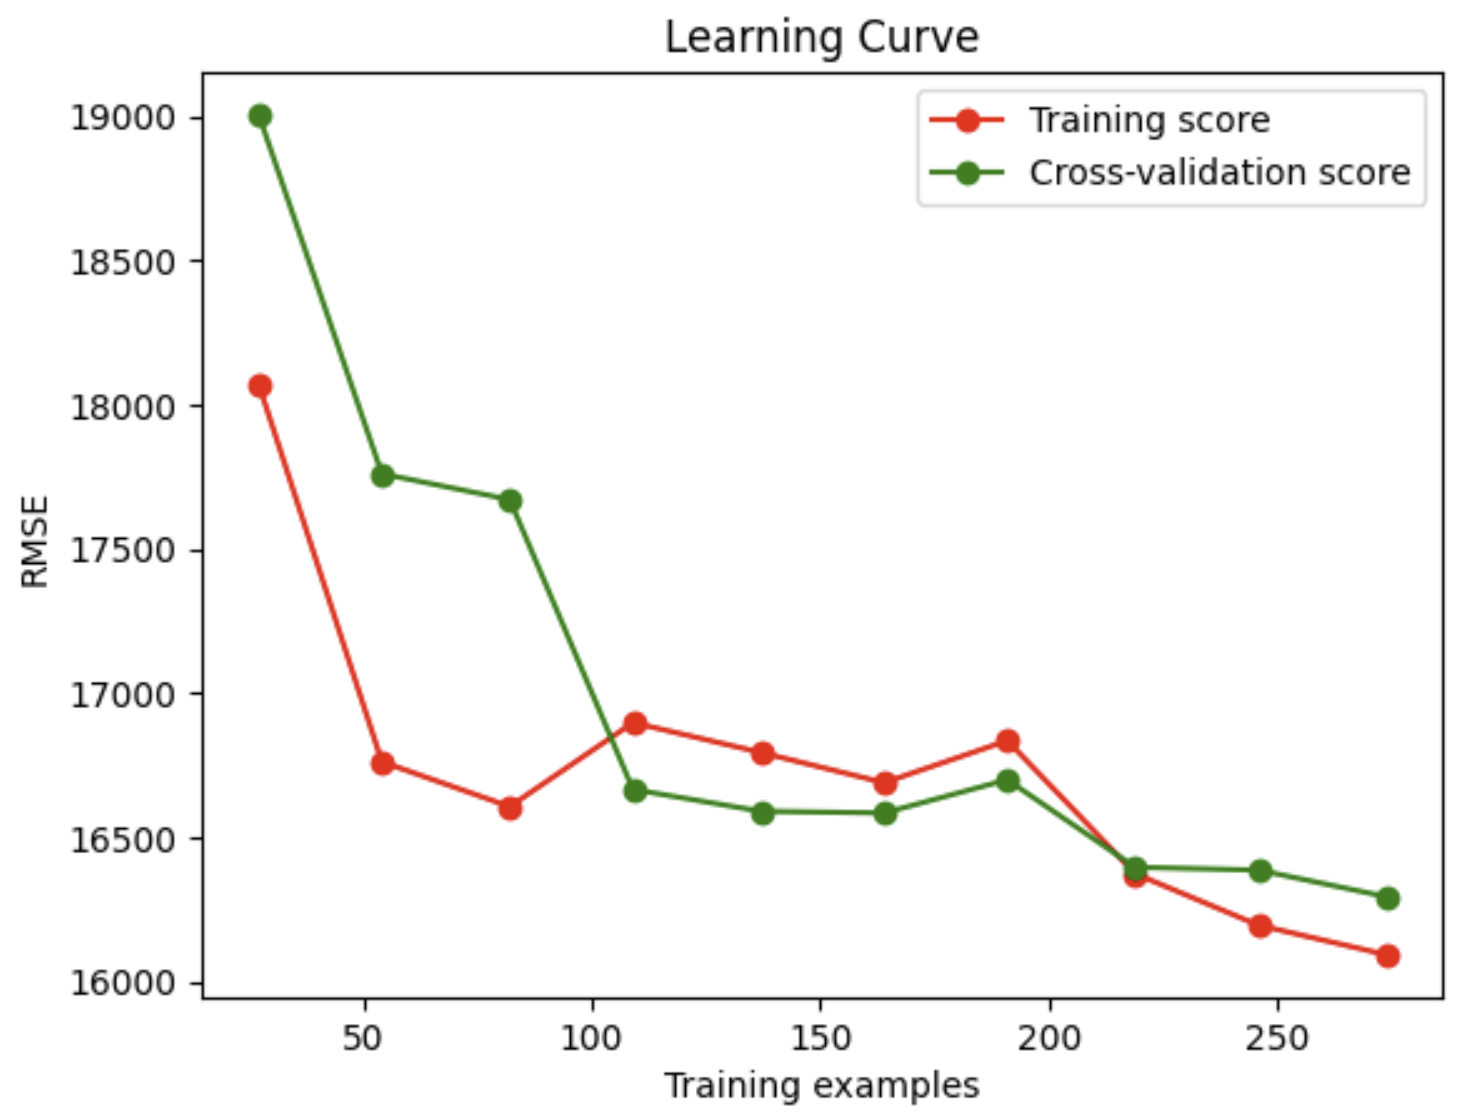 Learning Curve
Training score
Cross-validation score
19000
18500
18000
17500
17000
16500
16000
RMSE
50 100 150 200 250
Training examples